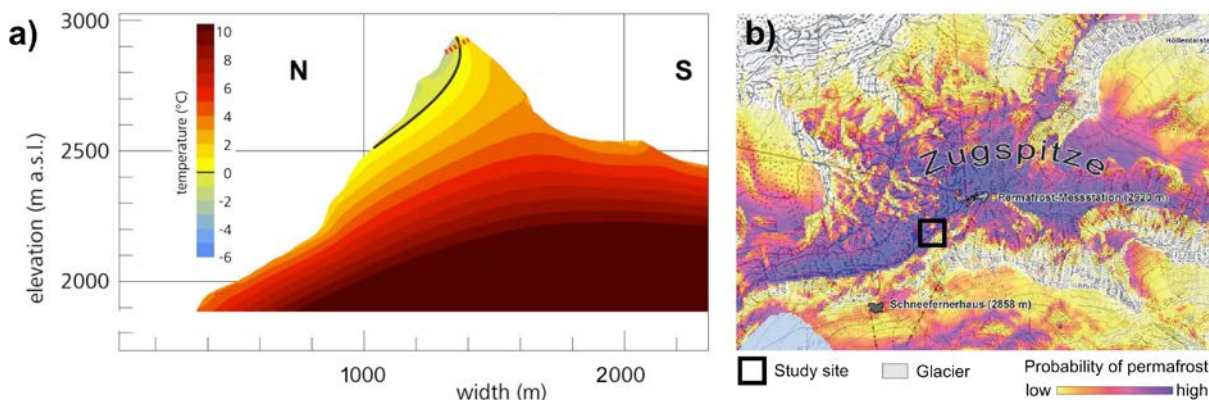 a)
3000
2500
2000
elevation (m a.s.l.)
temperature (°C)
10
8
6
4
2
0
-2
-4
-6
N
S
1000
2000
width (m)
b)
Höllentalfer
Zugspitze
Permafrost-Messstation (2920 m)
Schneefernerhaus (2858 m)
Study site
Glacier
Probability of permafrost
low
high